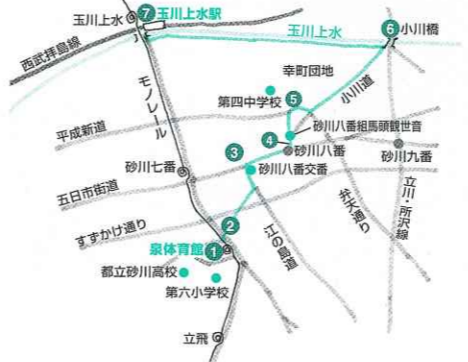 7
玉川上水駅
玉川上水
玉川上水
6
小川橋
西武拝島線
幸町団地
小川道
第四中学校
5
モノレール
平成新道
砂川八番組馬頭観世音
4
砂川八番
砂川九番
3
砂川八番交番
砂川七番
五日市街道
すずかけ通り
2
江の島道
弁天通り
立川・所沢線
泉体育館
1
都立砂川高校
第六小学校
立飛